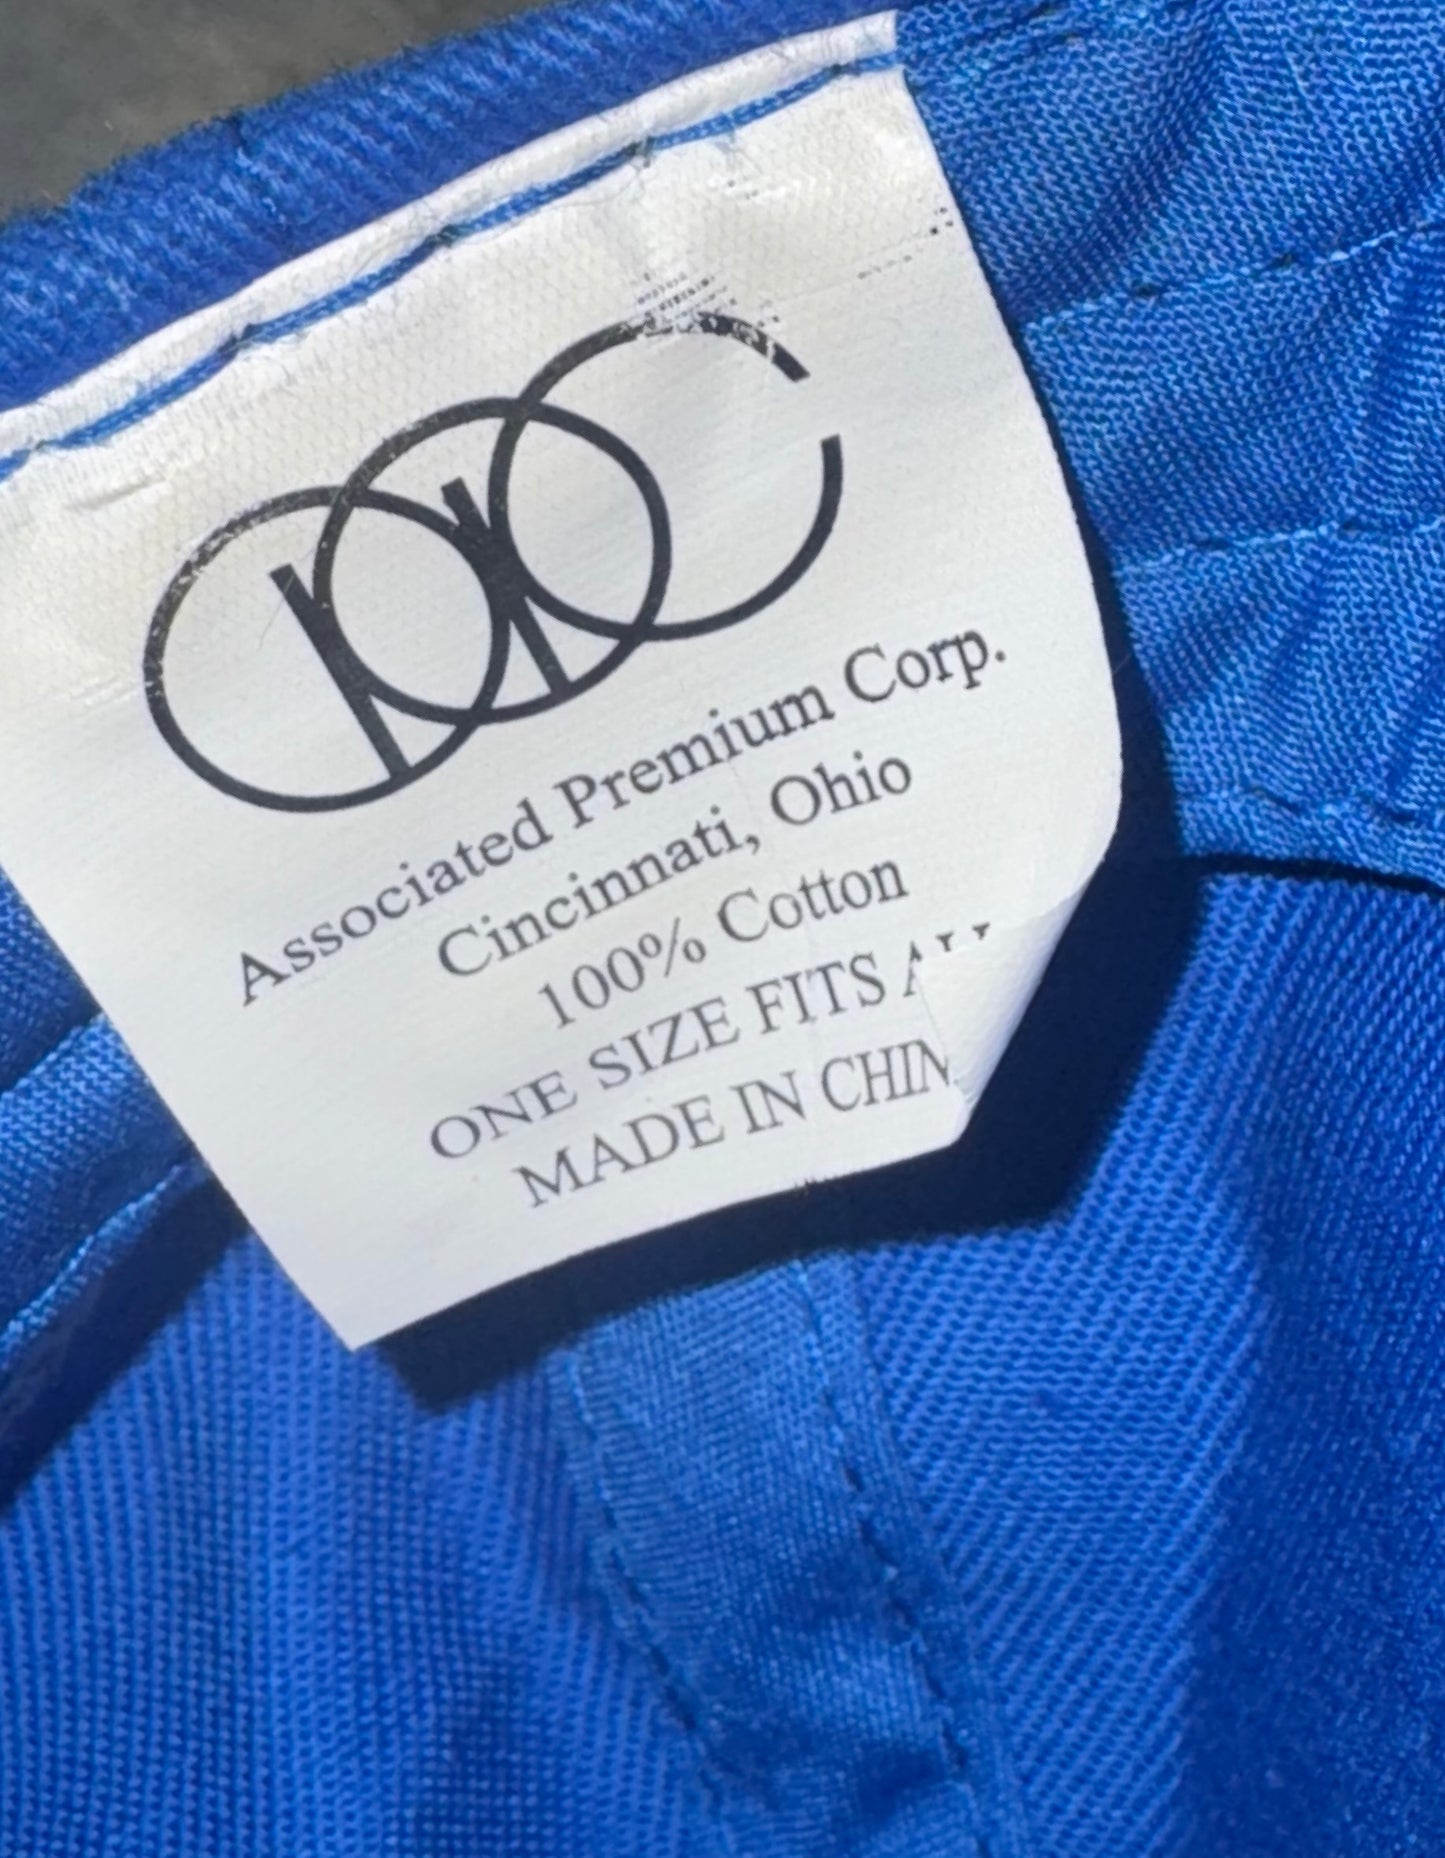 Associated Premium Corp.
Cincinnati, Ohio
100% Cotton
ONE SIZE FITS
MADE IN